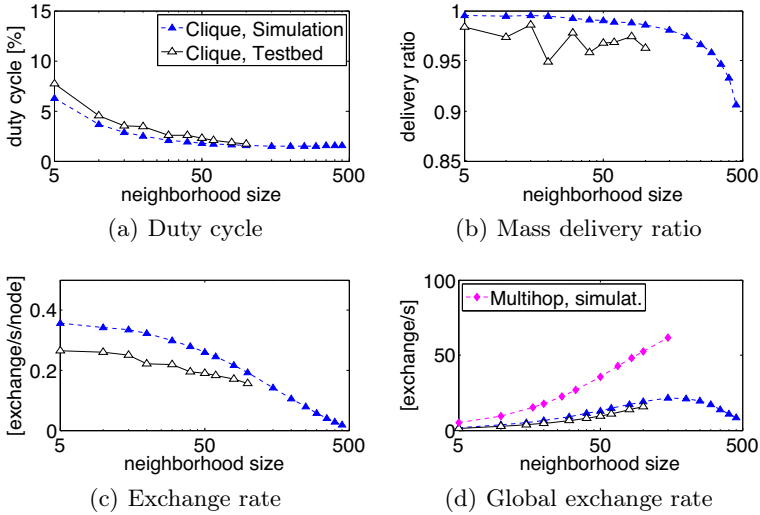 15
10
5
0
duty cycle [%]
Clique, Simulation
Clique, Testbed
5
50
500
neighborhood size
(a) Duty cycle
1
0.95
0.9
0.85
delivery ratio
5
50
500
neighborhood size
(b) Mass delivery ratio
0.4
0.2
0
[exchange/s/node]
5
50
500
neighborhood size
(c) Exchange rate
100
50
0
[exchange/s]
Multihop, simulat.
5
50
500
neighborhood size
(d) Global exchange rate